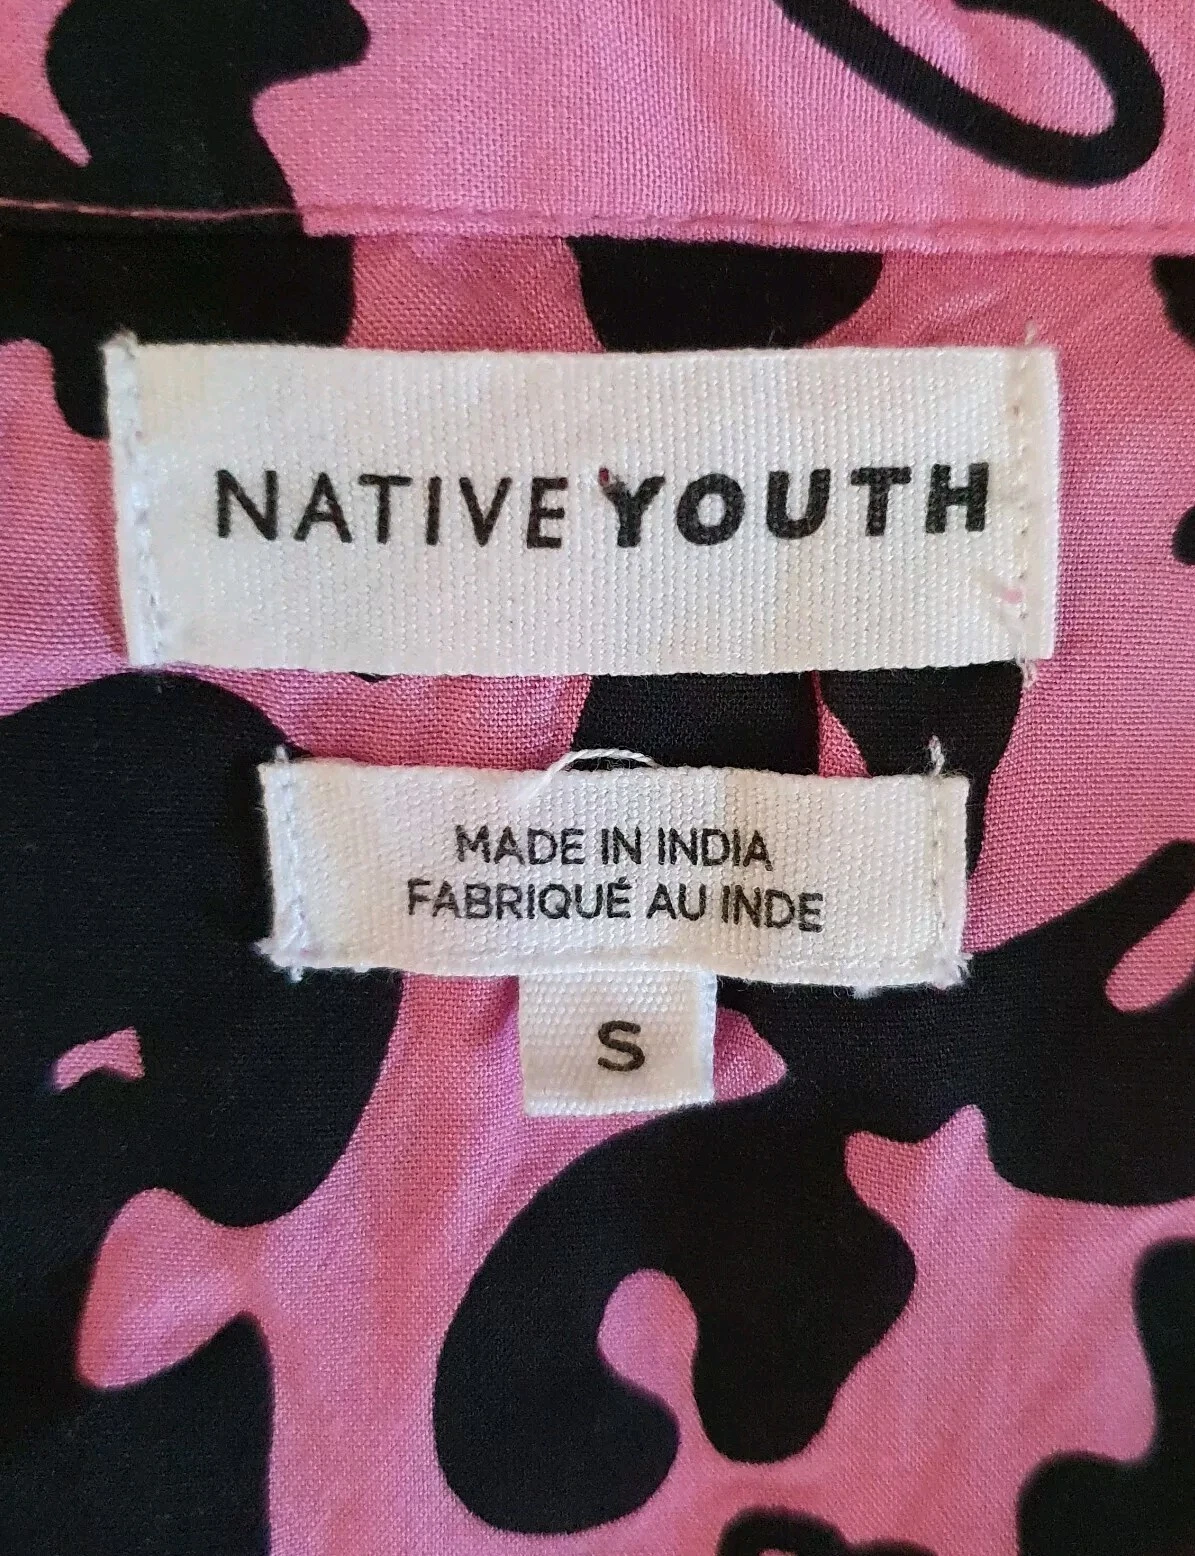 NATIVE YOUTH
MADE IN INDIA
FABRIQUÉ AU INDE
S